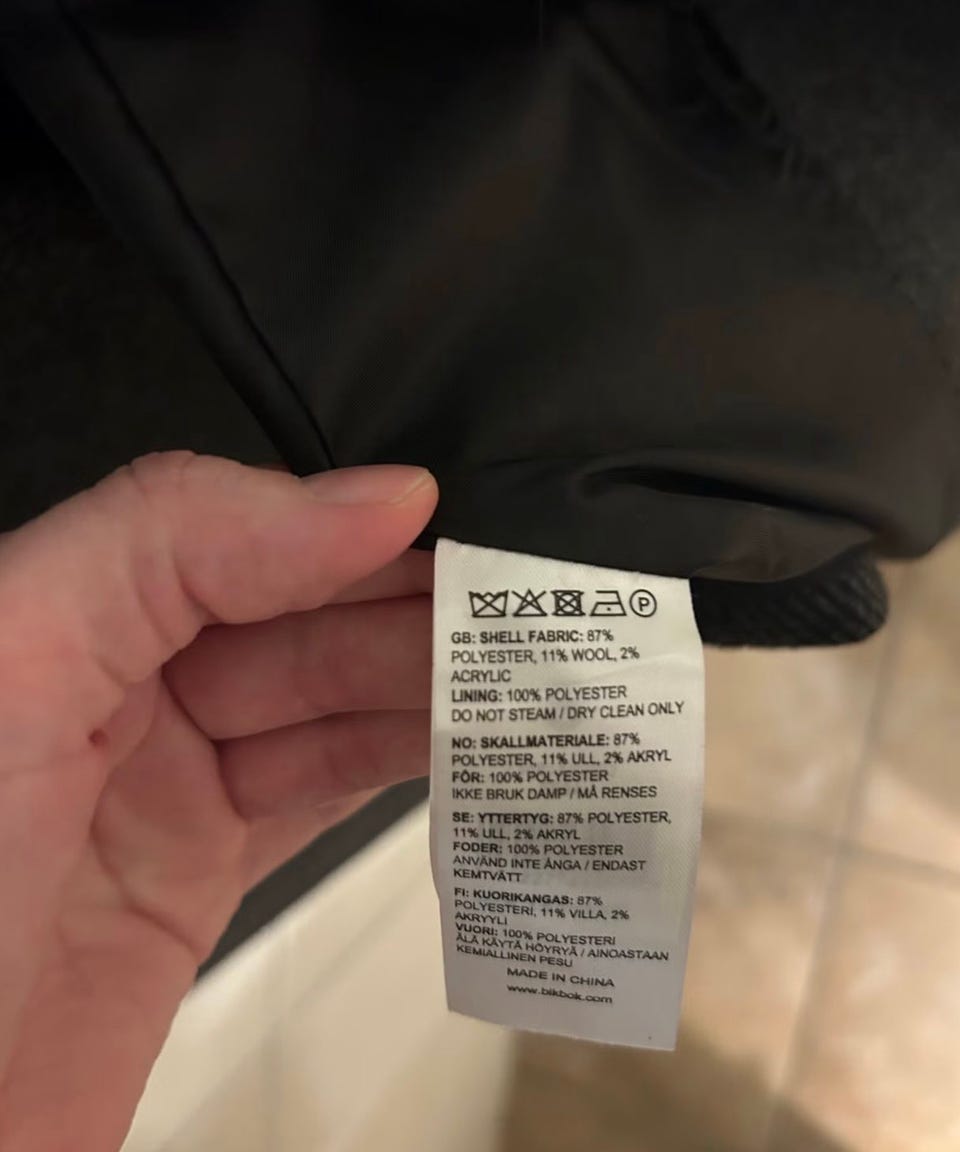 P
GB: SHELL FABRIC: 87%
POLYESTER, 11% WOOL, 2%
ACRYLIC
LINING: 100% POLYESTER
DO NOT STEAM / DRY CLEAN ONLY
NO: SKALLMATERIALE: 87%
POLYESTER, 11% ULL, 2% AKRYL
FÔR: 100% POLYESTER
IKKE BRUK DAMP / MÅ RENSES
SE: YTTERTYG: 87% POLYESTER,
11% ULL, 2% AKRYL
FODER: 100% POLYESTER
ANVÄND INTE ÅNGA / ENDAST
KEMTVÄTT
FI: KUORIKANGAS: 87%
POLYESTERI, 11% VILLA, 2%
AKRYYLI
VUORI: 100% POLYESTERI
ÄLÄ KÄYTÄ HÖYRYÄ / AINOASTAAN
KEMIALLINEN PESU
MADE IN CHINA
www.bikbok.com